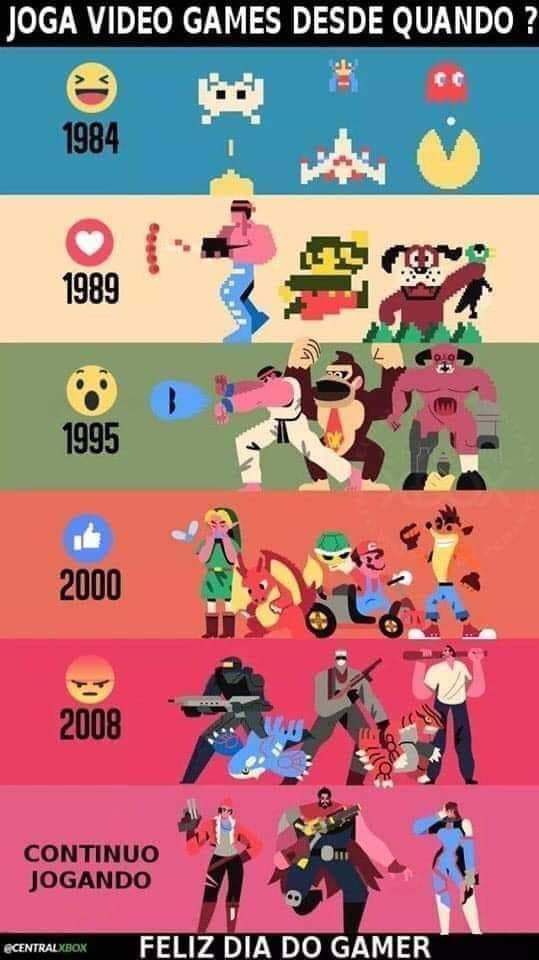 JOGA VIDEO GAMES DESDE QUANDO ?
1984
1989
1995
2000
2008
CONTINUO
JOGANDO
@CENTRALXBOX
FELIZ DIA DO GAMER